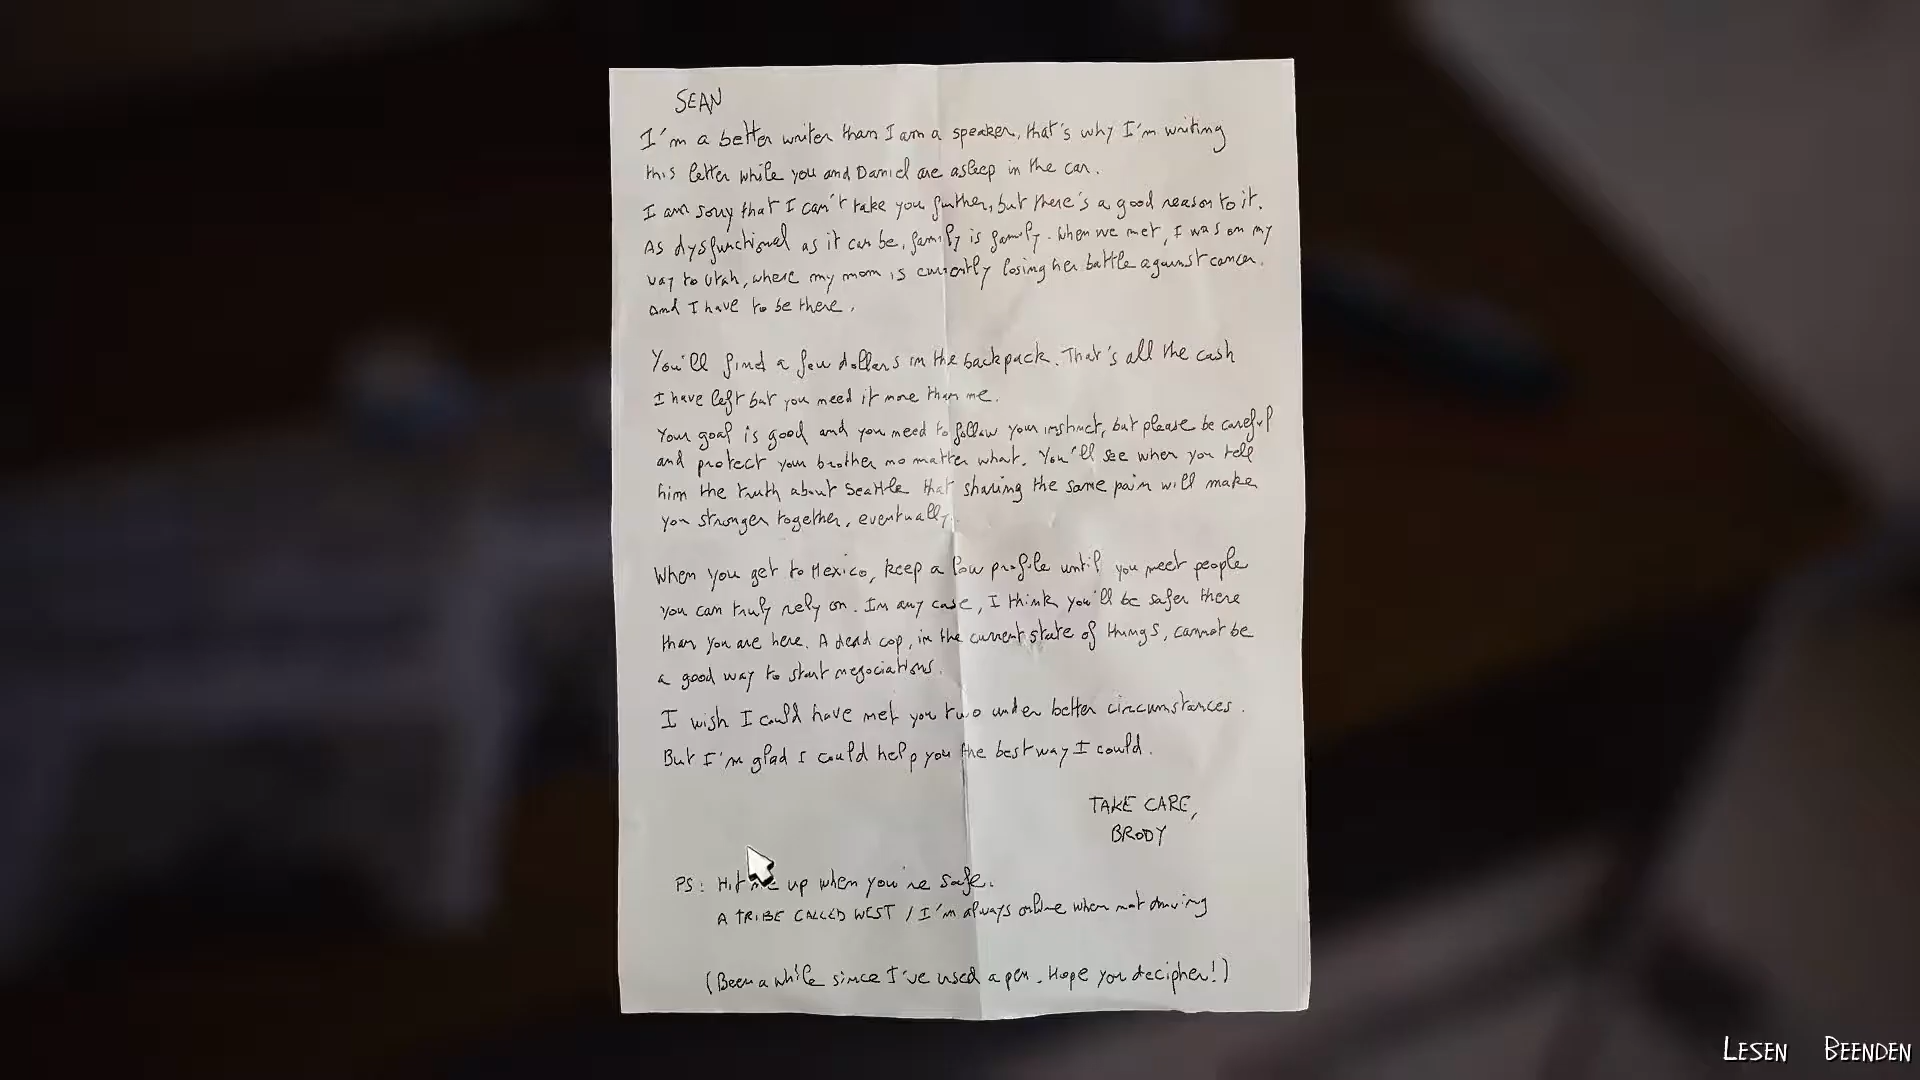 SEAN
I'm a better writer than I am a speaker, that's why I'm writing
this letter while you and Daniel are asleep in the car.
I am sorry that I can't take you further, but there's a good reason to it.
As dysfunctional as it can be, family is family. When we met, I was on my
way to Utah, where my mom is currently losing her battle against cancer.
and I have to be there.
You'll find a few dollars in the backpack. That's all the cash
I have left but you need it more than me.
Your goal is good and you need to follow your instinct, but please be careful
and protect your brother no matter what. You'll see when you tell
him the truth about Seattle that sharing the same pain will make
you stronger together, eventually.
When you get to Mexico, keep a low profile until you meet people
you can truly rely on. In any case, I think you'll be safer there
than you are here. A dead cop, in the current state of things, cannot be
a good way to start negociations.
I wish I could have met you two under better circumstances.
But I'm glad I could help you the best way I could.
TAKE CARE,
BRODY
PS: Hit me up when you're safe.
A TRIBE CALLED WEST / I'm always online when not driving
(Been a while since I've used a pen. Hope you decipher!)
LESEN BEENDEN